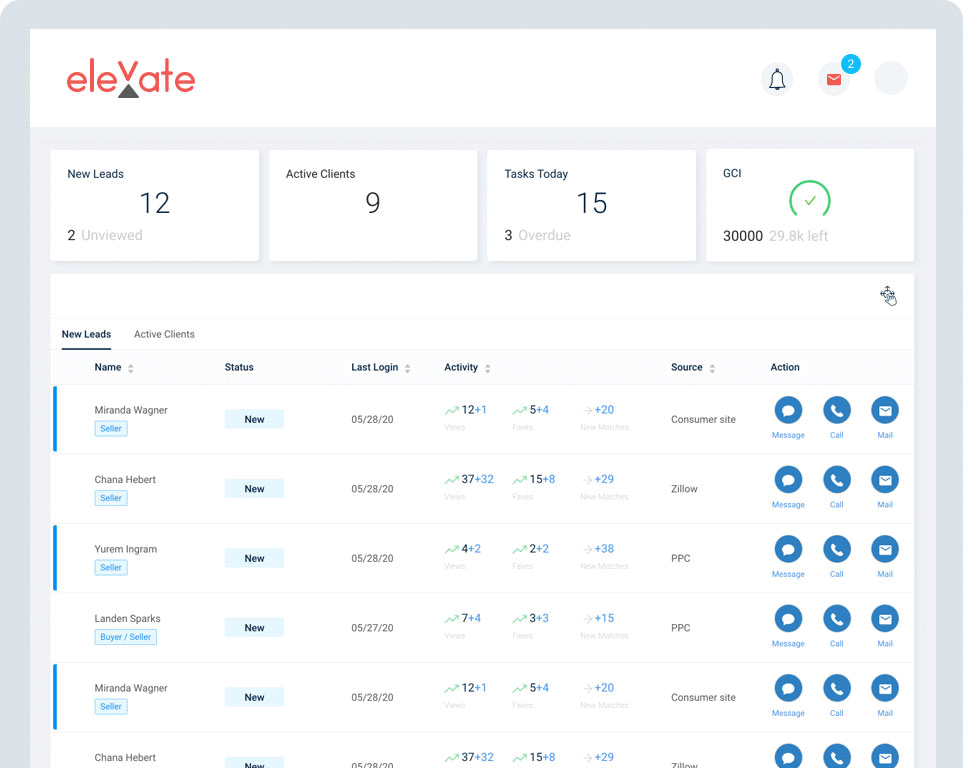 elevate
2
New Leads
12
2 Unviewed
Active Clients
9
Tasks Today
15
3 Overdue
GCI
30000 29.8k left
New Leads Active Clients
Name Status Last Login Activity Source Action
Miranda Wagner
Seller
New
05/28/20
12+1 5+4 +20
Views Faves New Matches
Consumer site
Message Call Mail
Chana Hebert
Seller
New
05/28/20
37+32 15+8 +29
Views Faves New Matches
Zillow
Message Call Mail
Yurem Ingram
Seller
New
05/28/20
4+2 2+2 +38
Views Faves New Matches
PPC
Message Call Mail
Landen Sparks
Buyer / Seller
New
05/27/20
7+4 3+3 +15
Views Faves New Matches
PPC
Message Call Mail
Miranda Wagner
Seller
New
05/28/20
12+1 5+4 +20
Views Faves New Matches
Consumer site
Message Call Mail
Chana Hebert
New
05/28/20
37+32 15+8 +29
Zillow